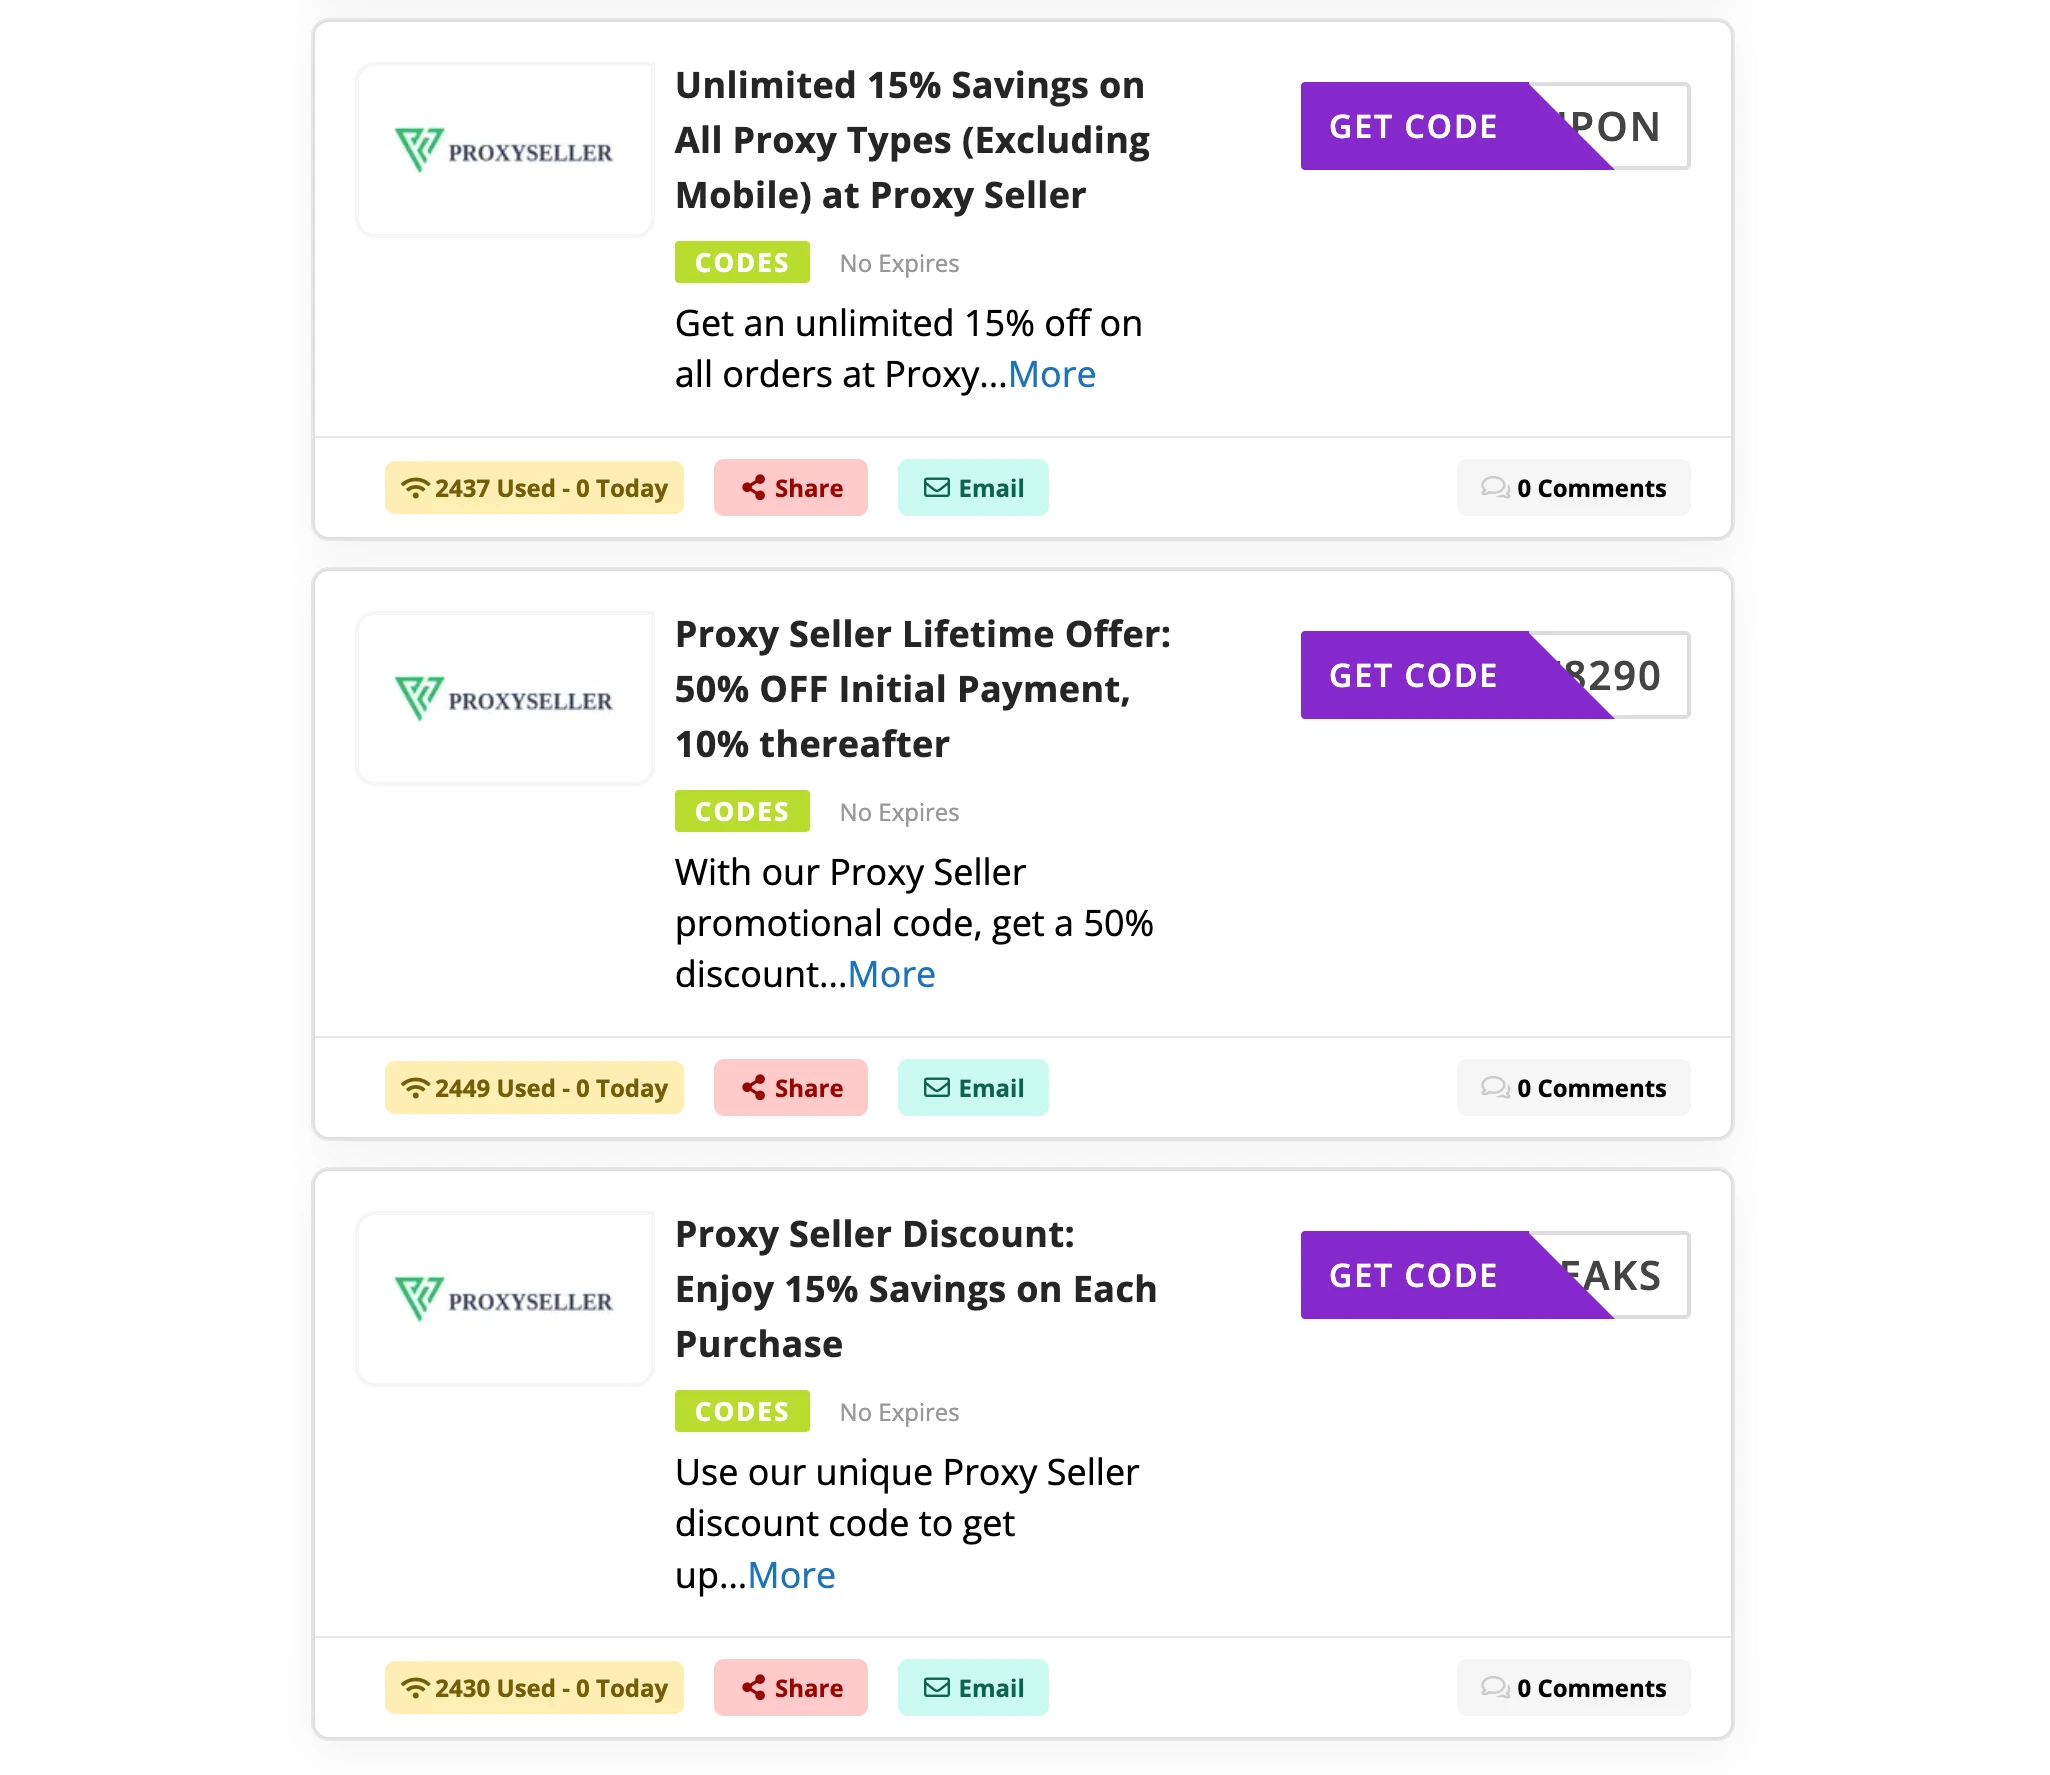 PROXYSELLER
Unlimited 15% Savings on
All Proxy Types (Excluding
Mobile) at Proxy Seller
GET CODE
PON
CODES No Expires
Get an unlimited 15% off on
all orders at Proxy...More
2437 Used - 0 Today Share Email 0 Comments
PROXYSELLER
Proxy Seller Lifetime Offer:
50% OFF Initial Payment,
10% thereafter
GET CODE
8290
CODES No Expires
With our Proxy Seller
promotional code, get a 50%
discount...More
2449 Used - 0 Today Share Email 0 Comments
PROXYSELLER
Proxy Seller Discount:
Enjoy 15% Savings on Each
Purchase
GET CODE
EAKS
CODES No Expires
Use our unique Proxy Seller
discount code to get
up...More
2430 Used - 0 Today Share Email 0 Comments